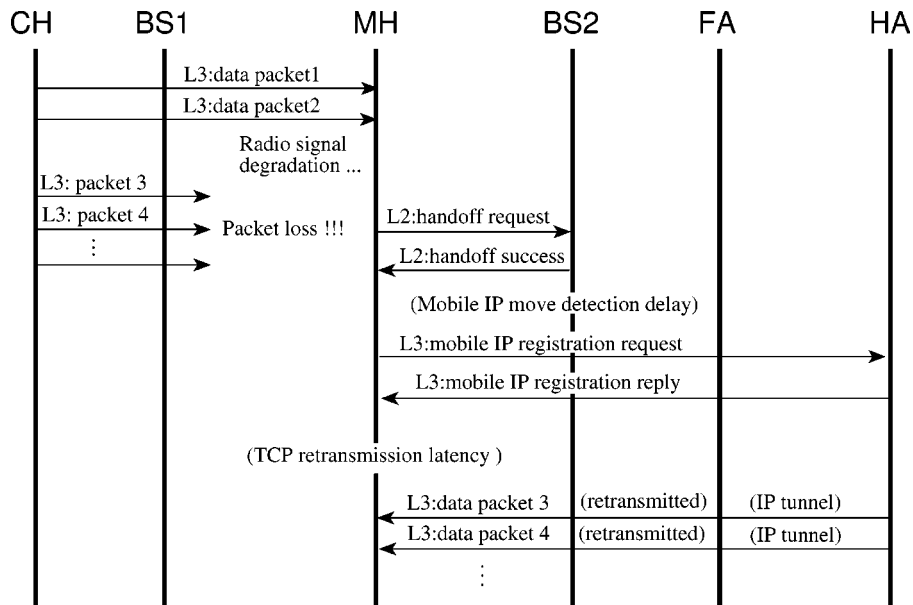 CH BS1 MH BS2 FA HA
L3:data packet1
L3:data packet2
Radio signal
degradation ...
L3: packet 3
L3: packet 4
Packet loss !!!
L2:handoff request
L2:handoff success
(Mobile IP move detection delay)
L3:mobile IP registration request
L3:mobile IP registration reply
(TCP retransmission latency )
L3:data packet 3 (retransmitted) (IP tunnel)
L3:data packet 4 (retransmitted) (IP tunnel)